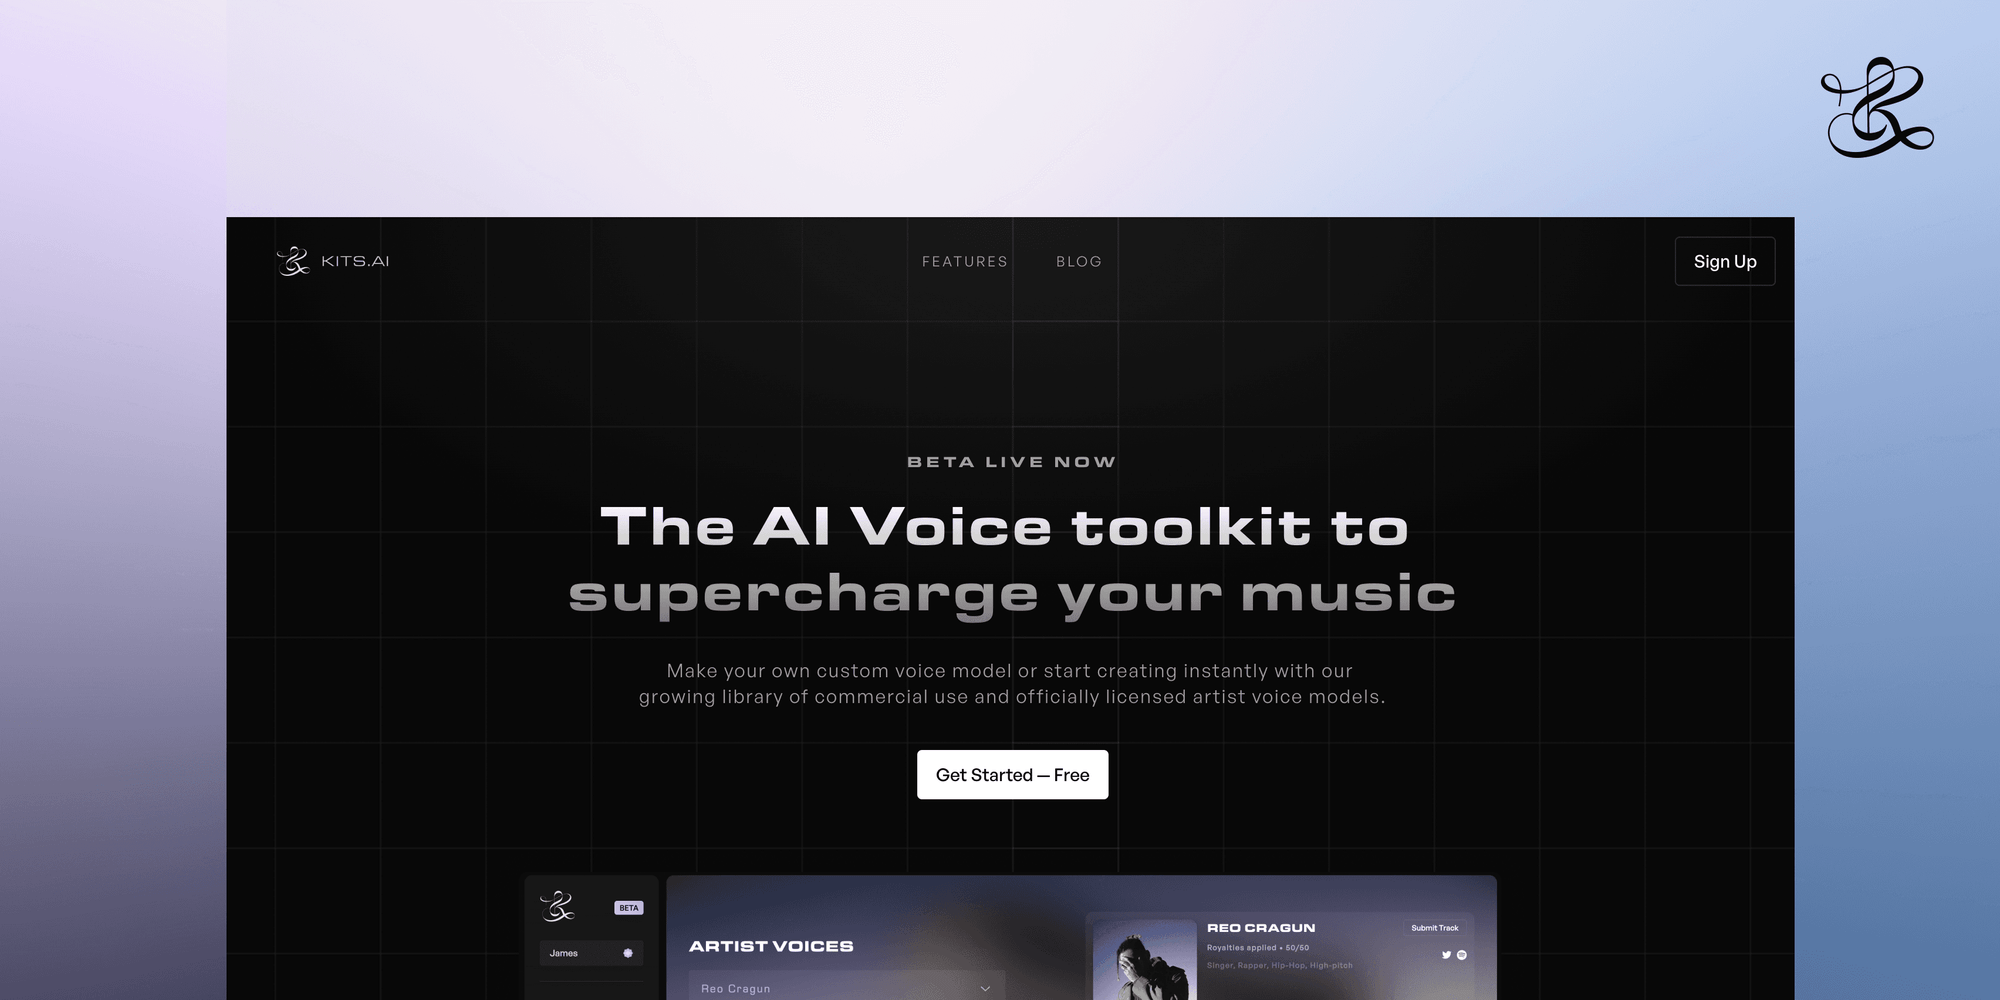 KITS.AI
FEATURES
BLOG
Sign Up
BETA LIVE NOW
The AI Voice toolkit to
supercharge your music
Make your own custom voice model or start creating instantly with our
growing library of commercial use and officially licensed artist voice models.
Get Started — Free
BETA
James
ARTIST VOICES
Reo Cragun
REO CRAGUN
Submit Track
Royalties applied • 50/50
Singer, Rapper, Hip-Hop, High-pitch